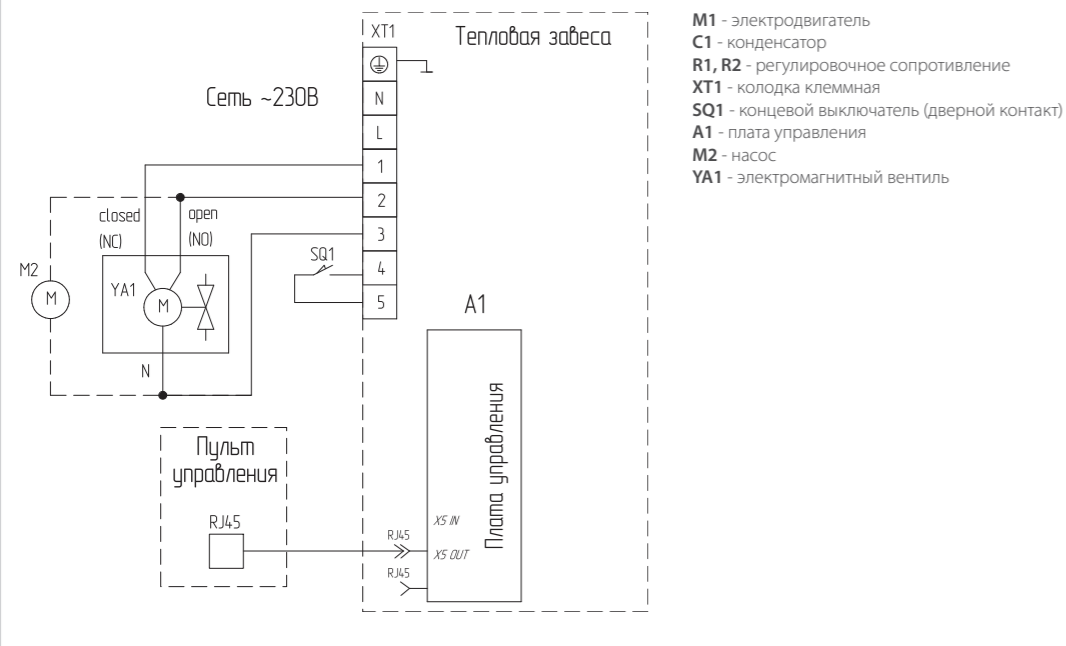 XT1
Тепловая завеса
Сеть ~230В
N
L
1
2
3
4
5
closed
(NC)
open
(NO)
SQ1
M2
M
YA1
M
N
A1
Плата управления
Пульт
управления
RJ45
RJ45
RJ45
X5 IN
X5 OUT
M1 - электродвигатель
C1 - конденсатор
R1, R2 - регулировочное сопротивление
XT1 - колодка клеммная
SQ1 - концевой выключатель (дверной контакт)
A1 - плата управления
M2 - насос
YA1 - электромагнитный вентиль